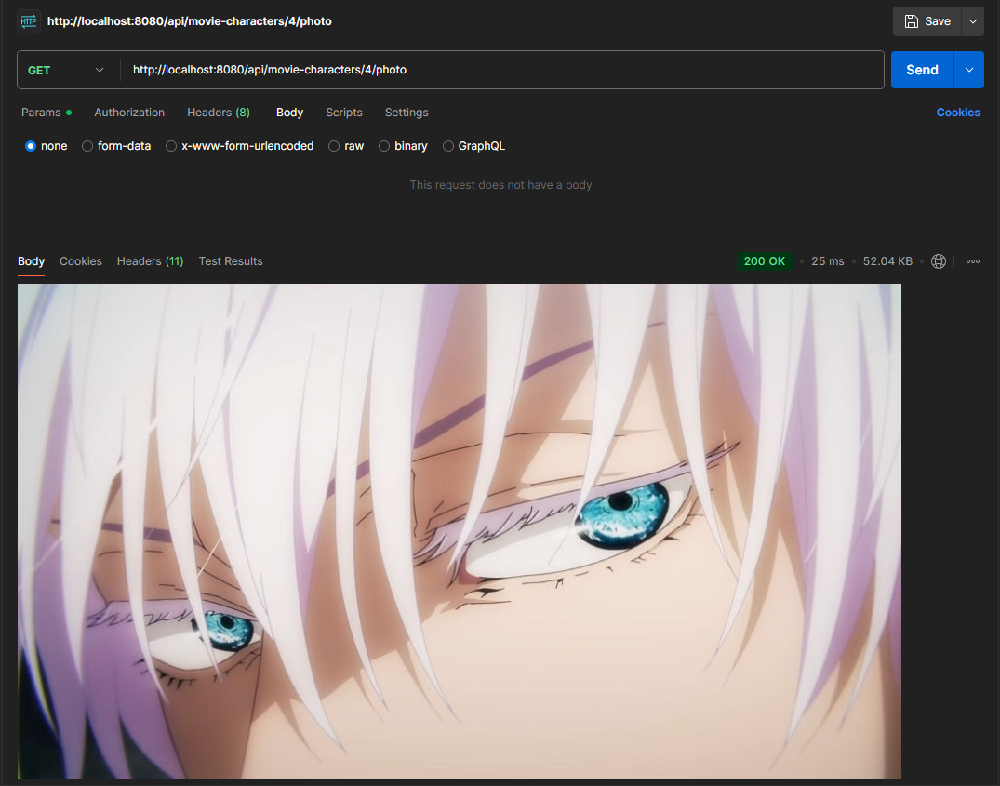 HTTP http://localhost:8080/api/movie-characters/4/photo Save
GET http://localhost:8080/api/movie-characters/4/photo Send
Params Authorization Headers (8) Body Scripts Settings Cookies
none form-data x-www-form-urlencoded raw binary GraphQL
This request does not have a body
Body Cookies Headers (11) Test Results 200 OK 25 ms 52.04 KB